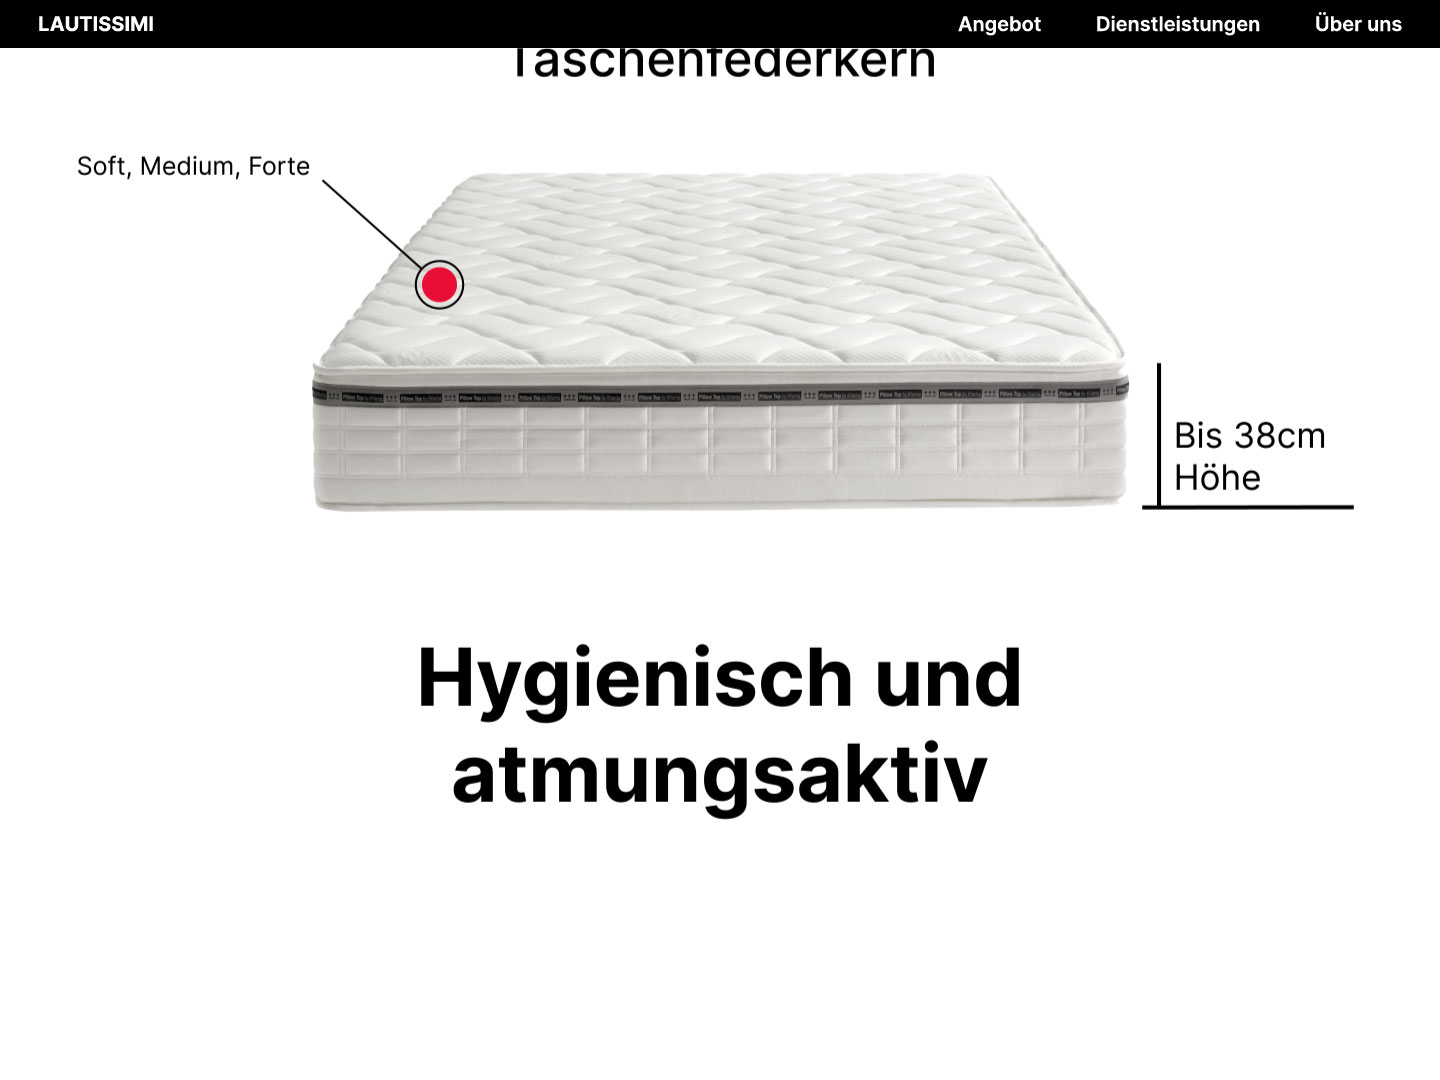 LAUTISSIMI
Angebot
Dienstleistungen
Über uns
Taschenfederkern
Soft, Medium, Forte
Bis 38cm
Höhe
Hygienisch und
atmungsaktiv